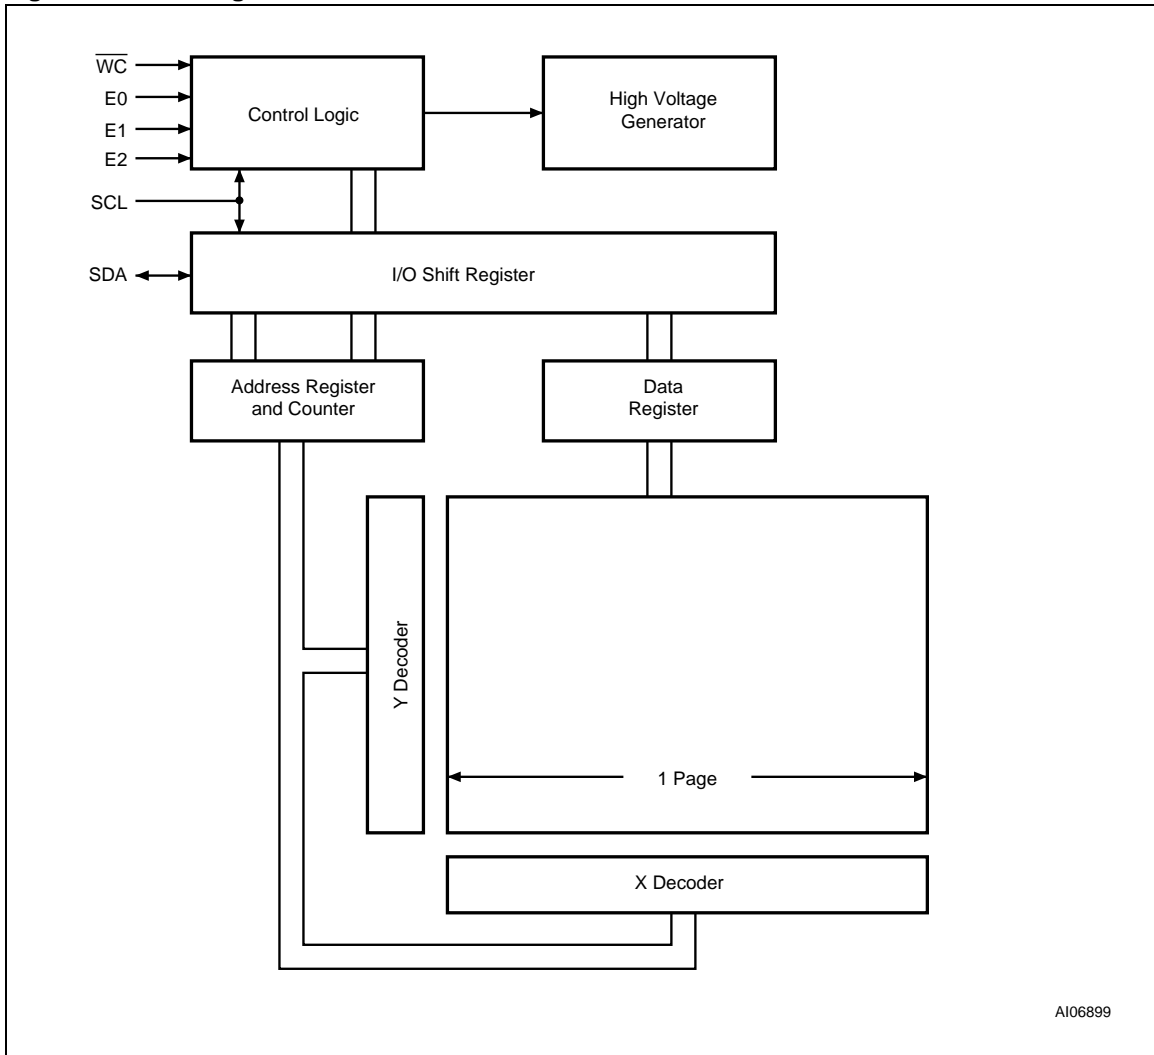 W̅C̅
E0
E1
E2
SCL
SDA
Control Logic
High Voltage
Generator
I/O Shift Register
Address Register
and Counter
Data
Register
Y Decoder
1 Page
X Decoder
AI06899